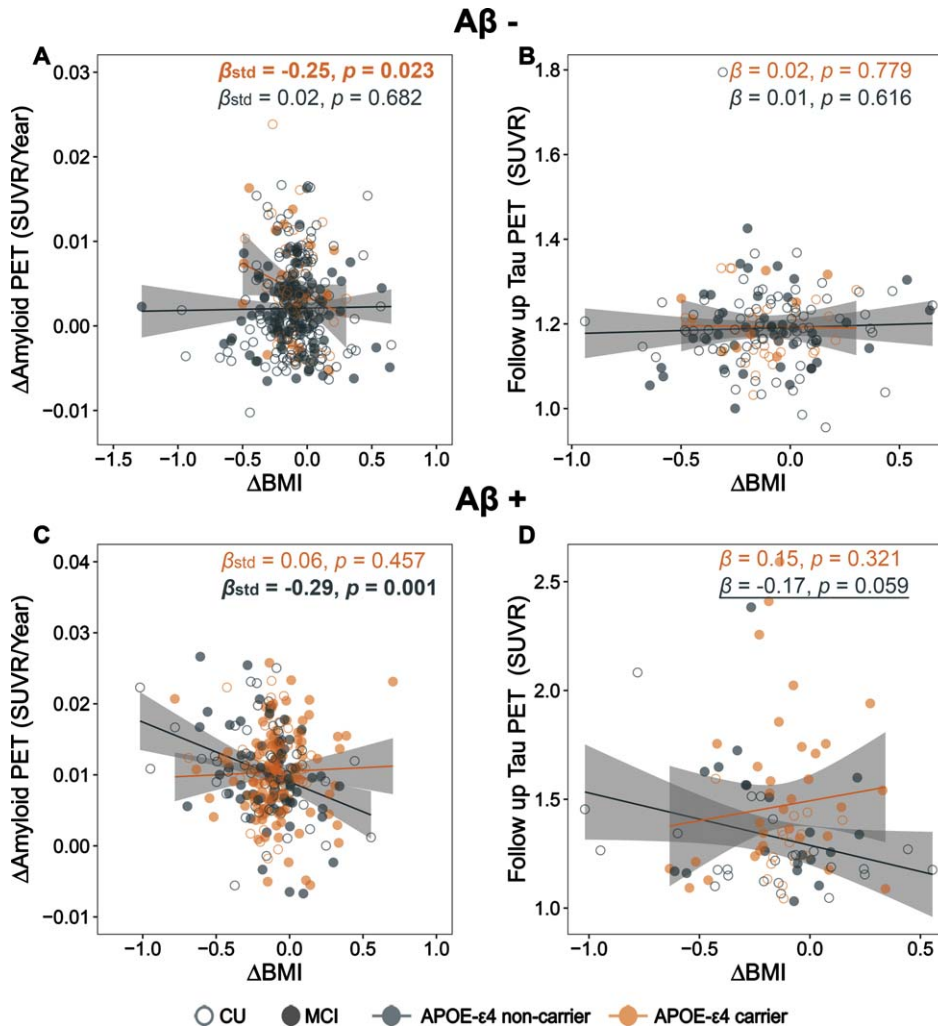 Aβ -
A
βstd = -0.25, p = 0.023
βstd = 0.02, p = 0.682
ΔAmyloid PET (SUVR/Year)
0.03
0.02
0.01
0.00
−0.01
−1.5 −1.0 −0.5 0.0 0.5 1.0
ΔBMI
B
β = 0.02, p = 0.779
β = 0.01, p = 0.616
Follow up Tau PET (SUVR)
1.8
1.6
1.4
1.2
1.0
−1.0 −0.5 0.0 0.5
ΔBMI
Aβ +
C
βstd = 0.06, p = 0.457
βstd = -0.29, p = 0.001
ΔAmyloid PET (SUVR/Year)
0.04
0.03
0.02
0.01
0.00
−0.01
−1.0 −0.5 0.0 0.5 1.0
ΔBMI
D
β = 0.15, p = 0.321
β = -0.17, p = 0.059
Follow up Tau PET (SUVR)
2.5
2.0
1.5
1.0
−1.0 −0.5 0.0 0.5
ΔBMI
CU MCI APOE-ε4 non-carrier APOE-ε4 carrier